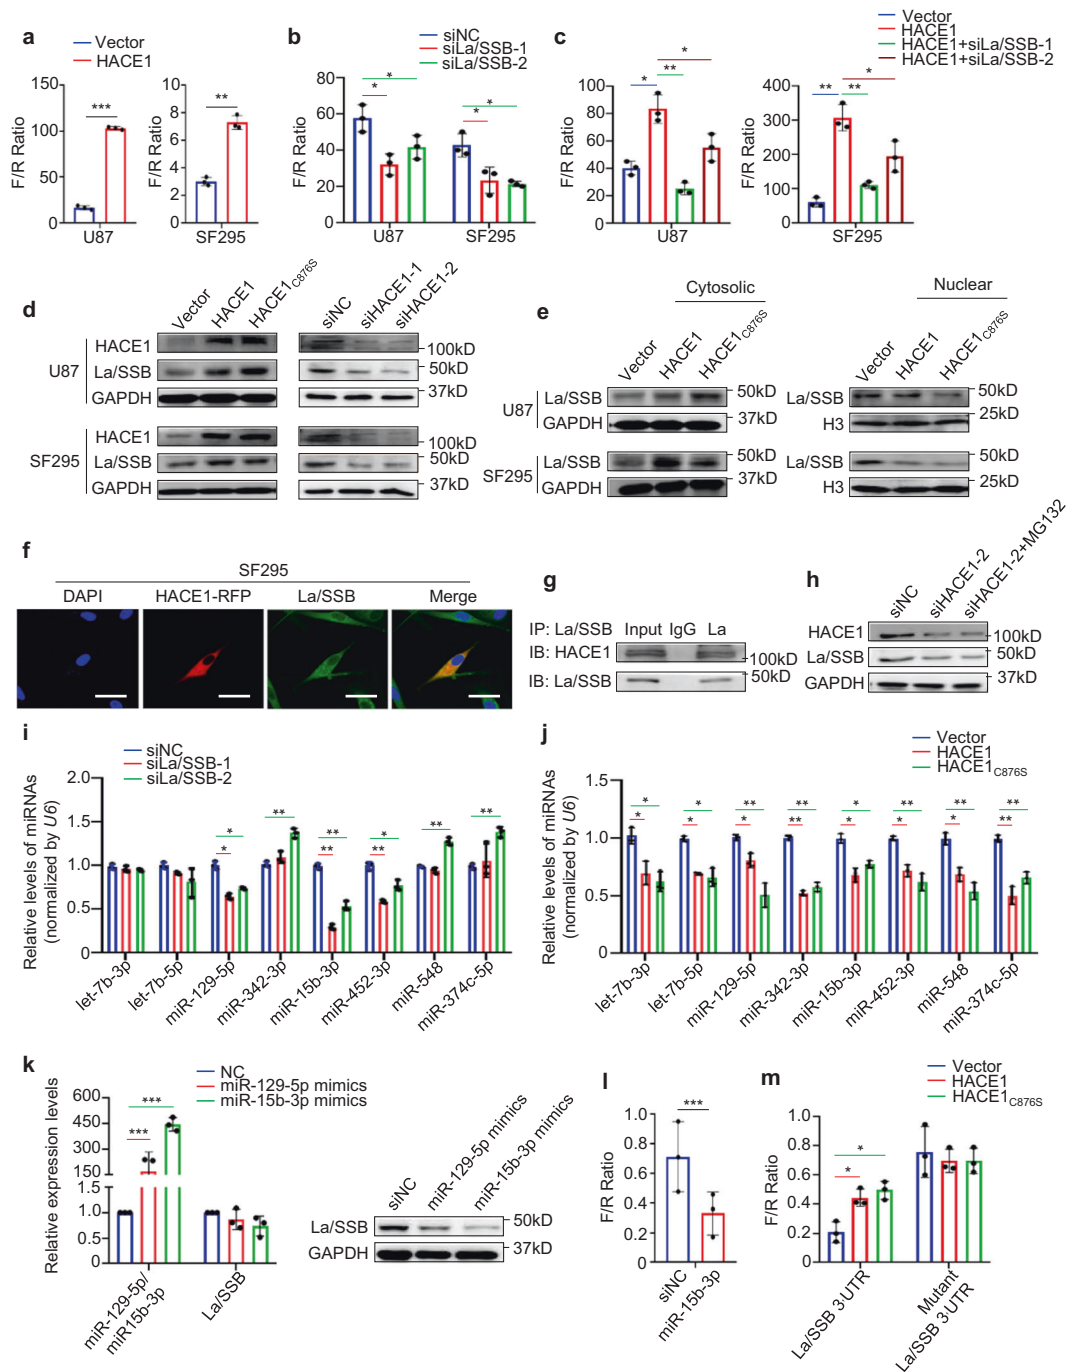 a
Vector
HACE1
F/R Ratio
150
100
50
0
***
U87
F/R Ratio
8
6
4
2
0
**
SF295
b
siNC
siLa/SSB-1
siLa/SSB-2
F/R Ratio
80
60
40
20
0
*
*
*
*
U87
SF295
c
Vector
HACE1
HACE1+siLa/SSB-1
HACE1+siLa/SSB-2
F/R Ratio
100
80
60
40
20
0
*
*
**
U87
F/R Ratio
400
300
200
100
0
**
*
**
SF295
d
Vector
HACE1
HACE1C876S
siNC
siHACE1-1
siHACE1-2
U87
HACE1
100kD
La/SSB
50kD
GAPDH
37kD
SF295
HACE1
100kD
La/SSB
50kD
GAPDH
37kD
e
Cytosolic
Nuclear
Vector
HACE1
HACE1C876S
Vector
HACE1
HACE1C876S
U87
La/SSB
50kD
GAPDH
37kD
La/SSB
50kD
H3
25kD
SF295
La/SSB
50kD
GAPDH
37kD
La/SSB
50kD
H3
25kD
f
SF295
DAPI
HACE1-RFP
La/SSB
Merge
g
IP: La/SSB
Input
IgG
La
IB: HACE1
100kD
IB: La/SSB
50kD
h
siNC
siHACE1-2
siHACE1-2+MG132
HACE1
100kD
La/SSB
50kD
GAPDH
37kD
i
siNC
siLa/SSB-1
siLa/SSB-2
Relative levels of miRNAs
(normalized by U6)
2.0
1.5
1.0
0.5
0
*
*
**
**
**
*
**
**
**
let-7b-3p
let-7b-5p
miR-129-5p
miR-342-3p
miR-15b-3p
miR-452-3p
miR-548
miR-374c-5p
j
Vector
HACE1
HACE1C876S
Relative levels of miRNAs
(normalized by U6)
1.5
1.0
0.5
0
*
*
*
*
**
*
**
**
*
*
**
*
**
*
**
**
let-7b-3p
let-7b-5p
miR-129-5p
miR-342-3p
miR-15b-3p
miR-452-3p
miR-548
miR-374c-5p
k
NC
miR-129-5p mimics
miR-15b-3p mimics
Relative expression levels
600
450
300
150
1.0
0.5
0
***
***
miR-129-5p/
miR15b-3p
La/SSB
siNC
miR-129-5p mimics
miR-15b-3p mimics
La/SSB
50kD
GAPDH
37kD
l
F/R Ratio
1.0
0.8
0.6
0.4
0.2
0
***
siNC
miR-15b-3p
m
Vector
HACE1
HACE1C876S
F/R Ratio
1.0
0.8
0.6
0.4
0.2
0
*
*
La/SSB 3'UTR
Mutant
La/SSB 3'UTR